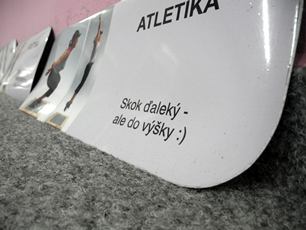 ATLETIKA
Skok ďaleký -
ale do výšky :)